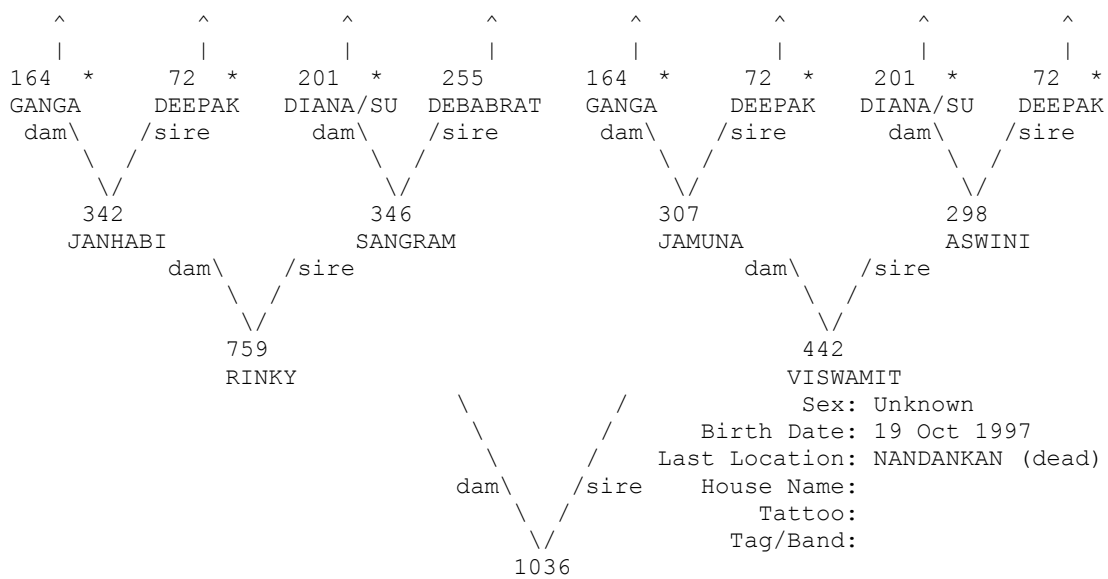 ^ ^ ^ ^ ^ ^ ^ ^
| | | | | | | |
164 * 72 * 201 * 255 164 * 72 * 201 * 72 *
GANGA DEEPAK DIANA/SU DEBABRAT GANGA DEEPAK DIANA/SU DEEPAK
dam\ /sire dam\ /sire dam\ /sire dam\ /sire
\ / \ / \ / \ /
\/ \/ \/ \/
342 346 307 298
JANHABI SANGRAM JAMUNA ASWINI
dam\ /sire dam\ /sire
\ / \ /
\/ \/
759 442
RINKY VISWAMIT
\ / Sex: Unknown
\ / Birth Date: 19 Oct 1997
\ / Last Location: NANDANKAN (dead)
dam\ /sire House Name:
\ / Tattoo:
\/ Tag/Band:
1036